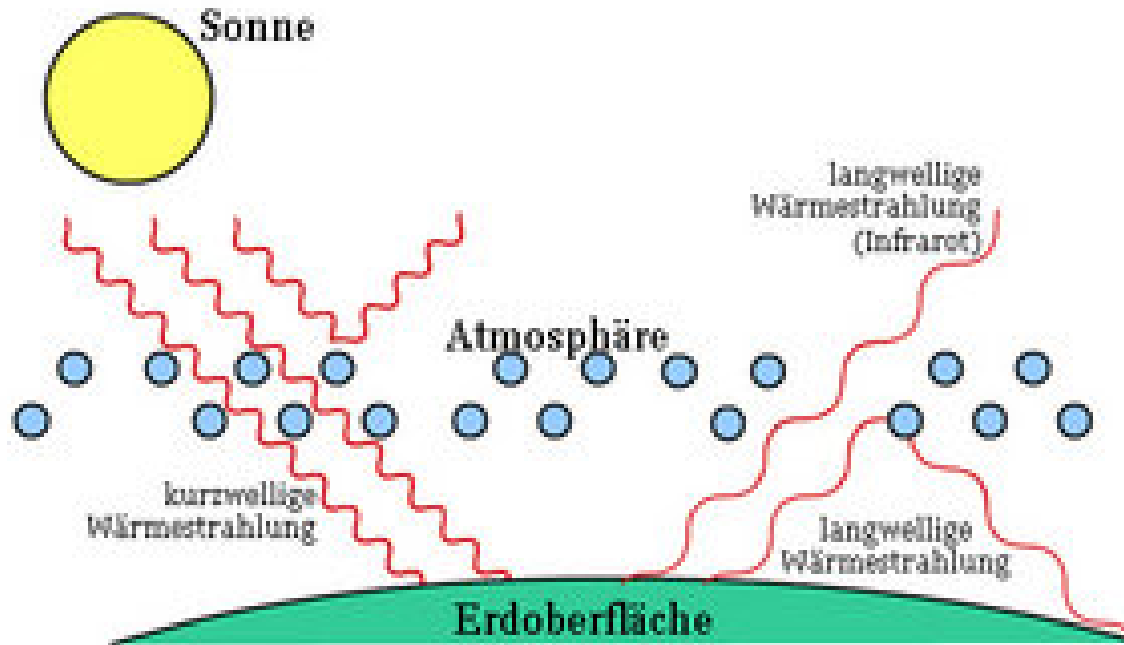 Sonne
langwellige
Wärmestrahlung
(Infrarot)
Atmosphäre
kurzwellige
Wärmestrahlung
langwellige
Wärmestrahlung
Erdoberfläche